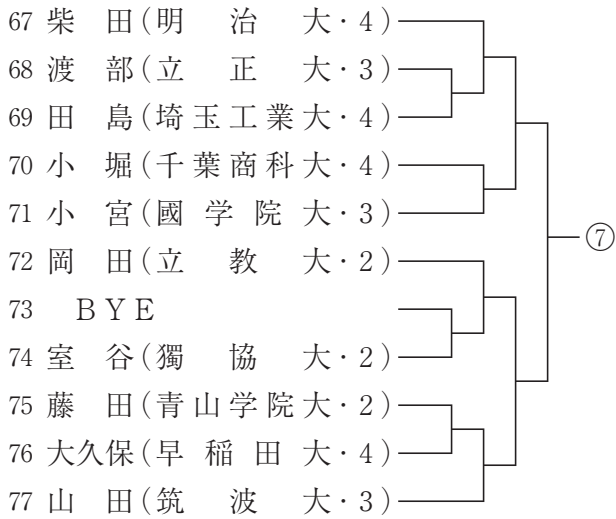 67 柴田(明治大・4)
68 渡部(立正大・3)
69 田島(埼玉工業大・4)
70 小堀(千葉商科大・4)
71 小宮(國学院大・3)
⑦
72 岡田(立教大・2)
73 BYE
74 室谷(獨協大・2)
75 藤田(青山学院大・2)
76 大久保(早稲田大・4)
77 山田(筑波大・3)